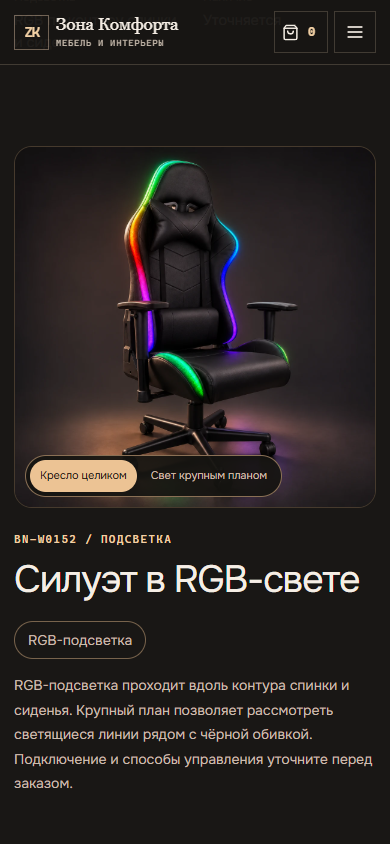 Уточняется
ZK
Зона Комфорта
МЕБЕЛЬ И ИНТЕРЬЕРЫ
0
Кресло целиком
Свет крупным планом
BN-W0152 / ПОДСВЕТКА
Силуэт в RGB-свете
RGB-подсветка
RGB-подсветка проходит вдоль контура спинки и
сиденья. Крупный план позволяет рассмотреть
светящиеся линии рядом с чёрной обивкой.
Подключение и способы управления уточните перед
заказом.